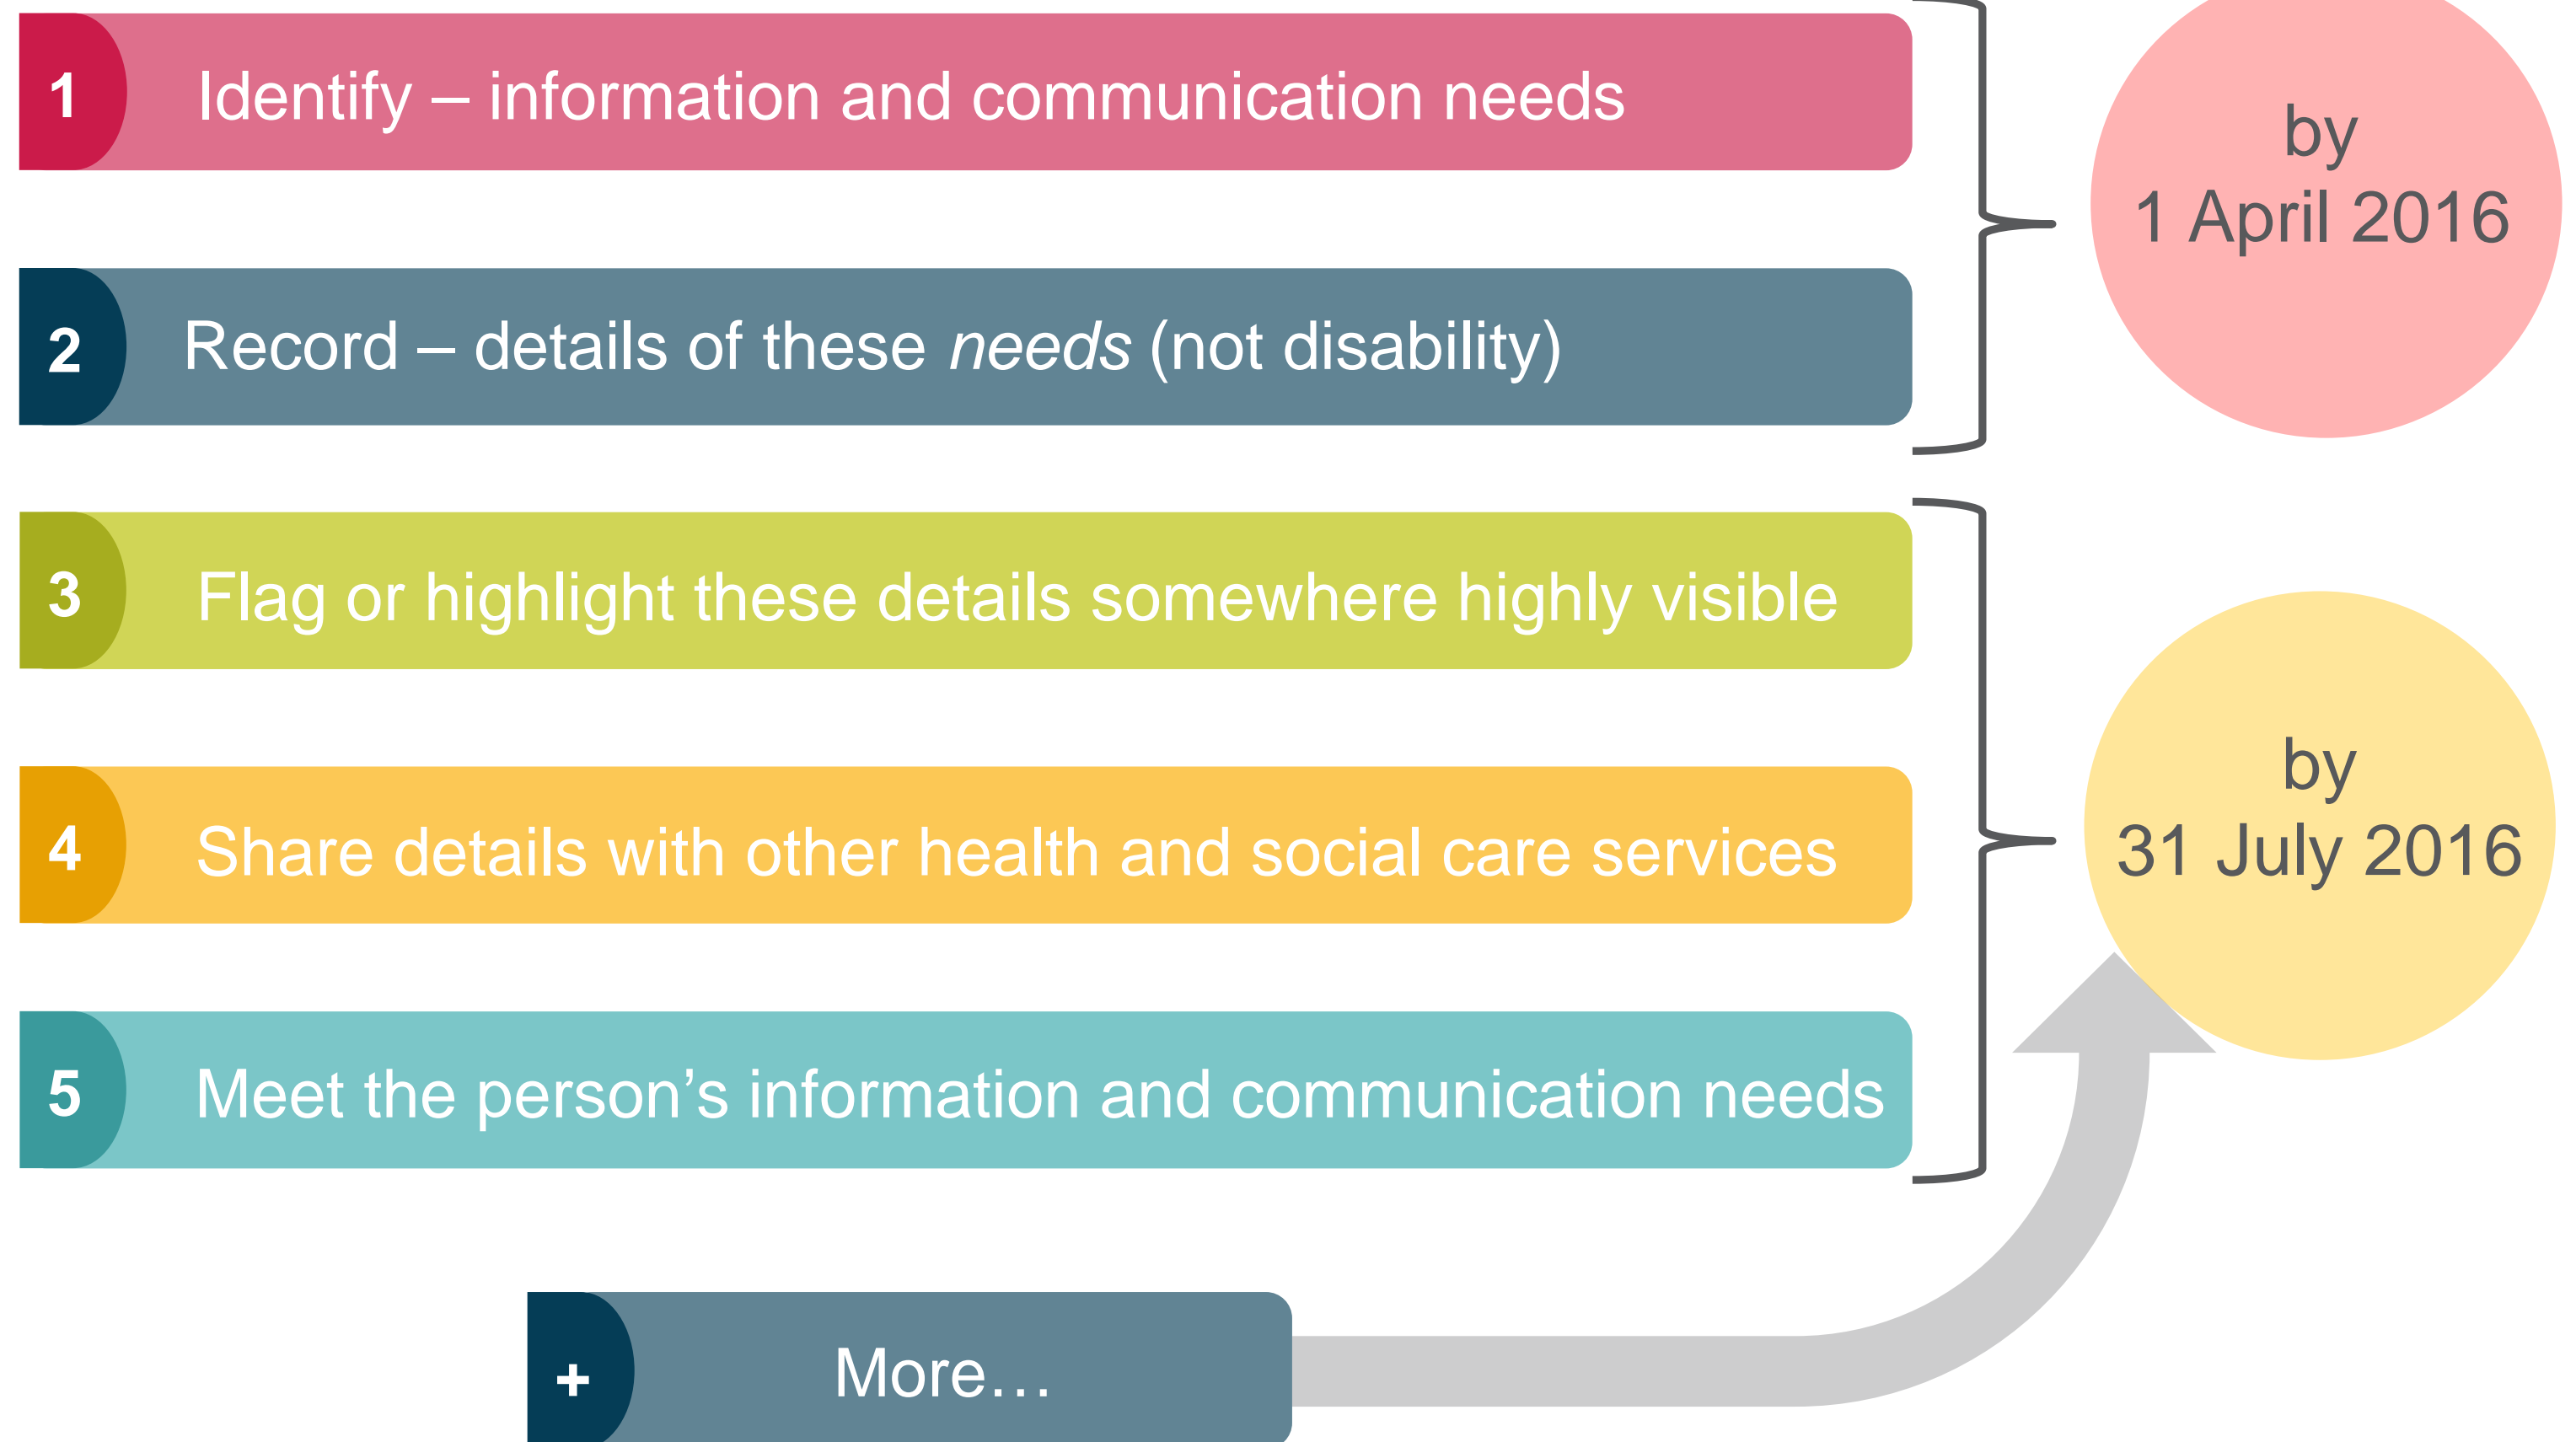 1 Identify – information and communication needs
2 Record – details of these needs (not disability)
by
1 April 2016
3 Flag or highlight these details somewhere highly visible
4 Share details with other health and social care services
5 Meet the person’s information and communication needs
by
31 July 2016
+ More…